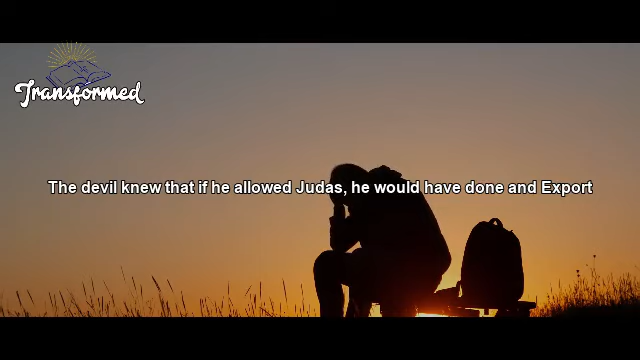 Transformed
The devil knew that if he allowed Judas, he would have done and Export